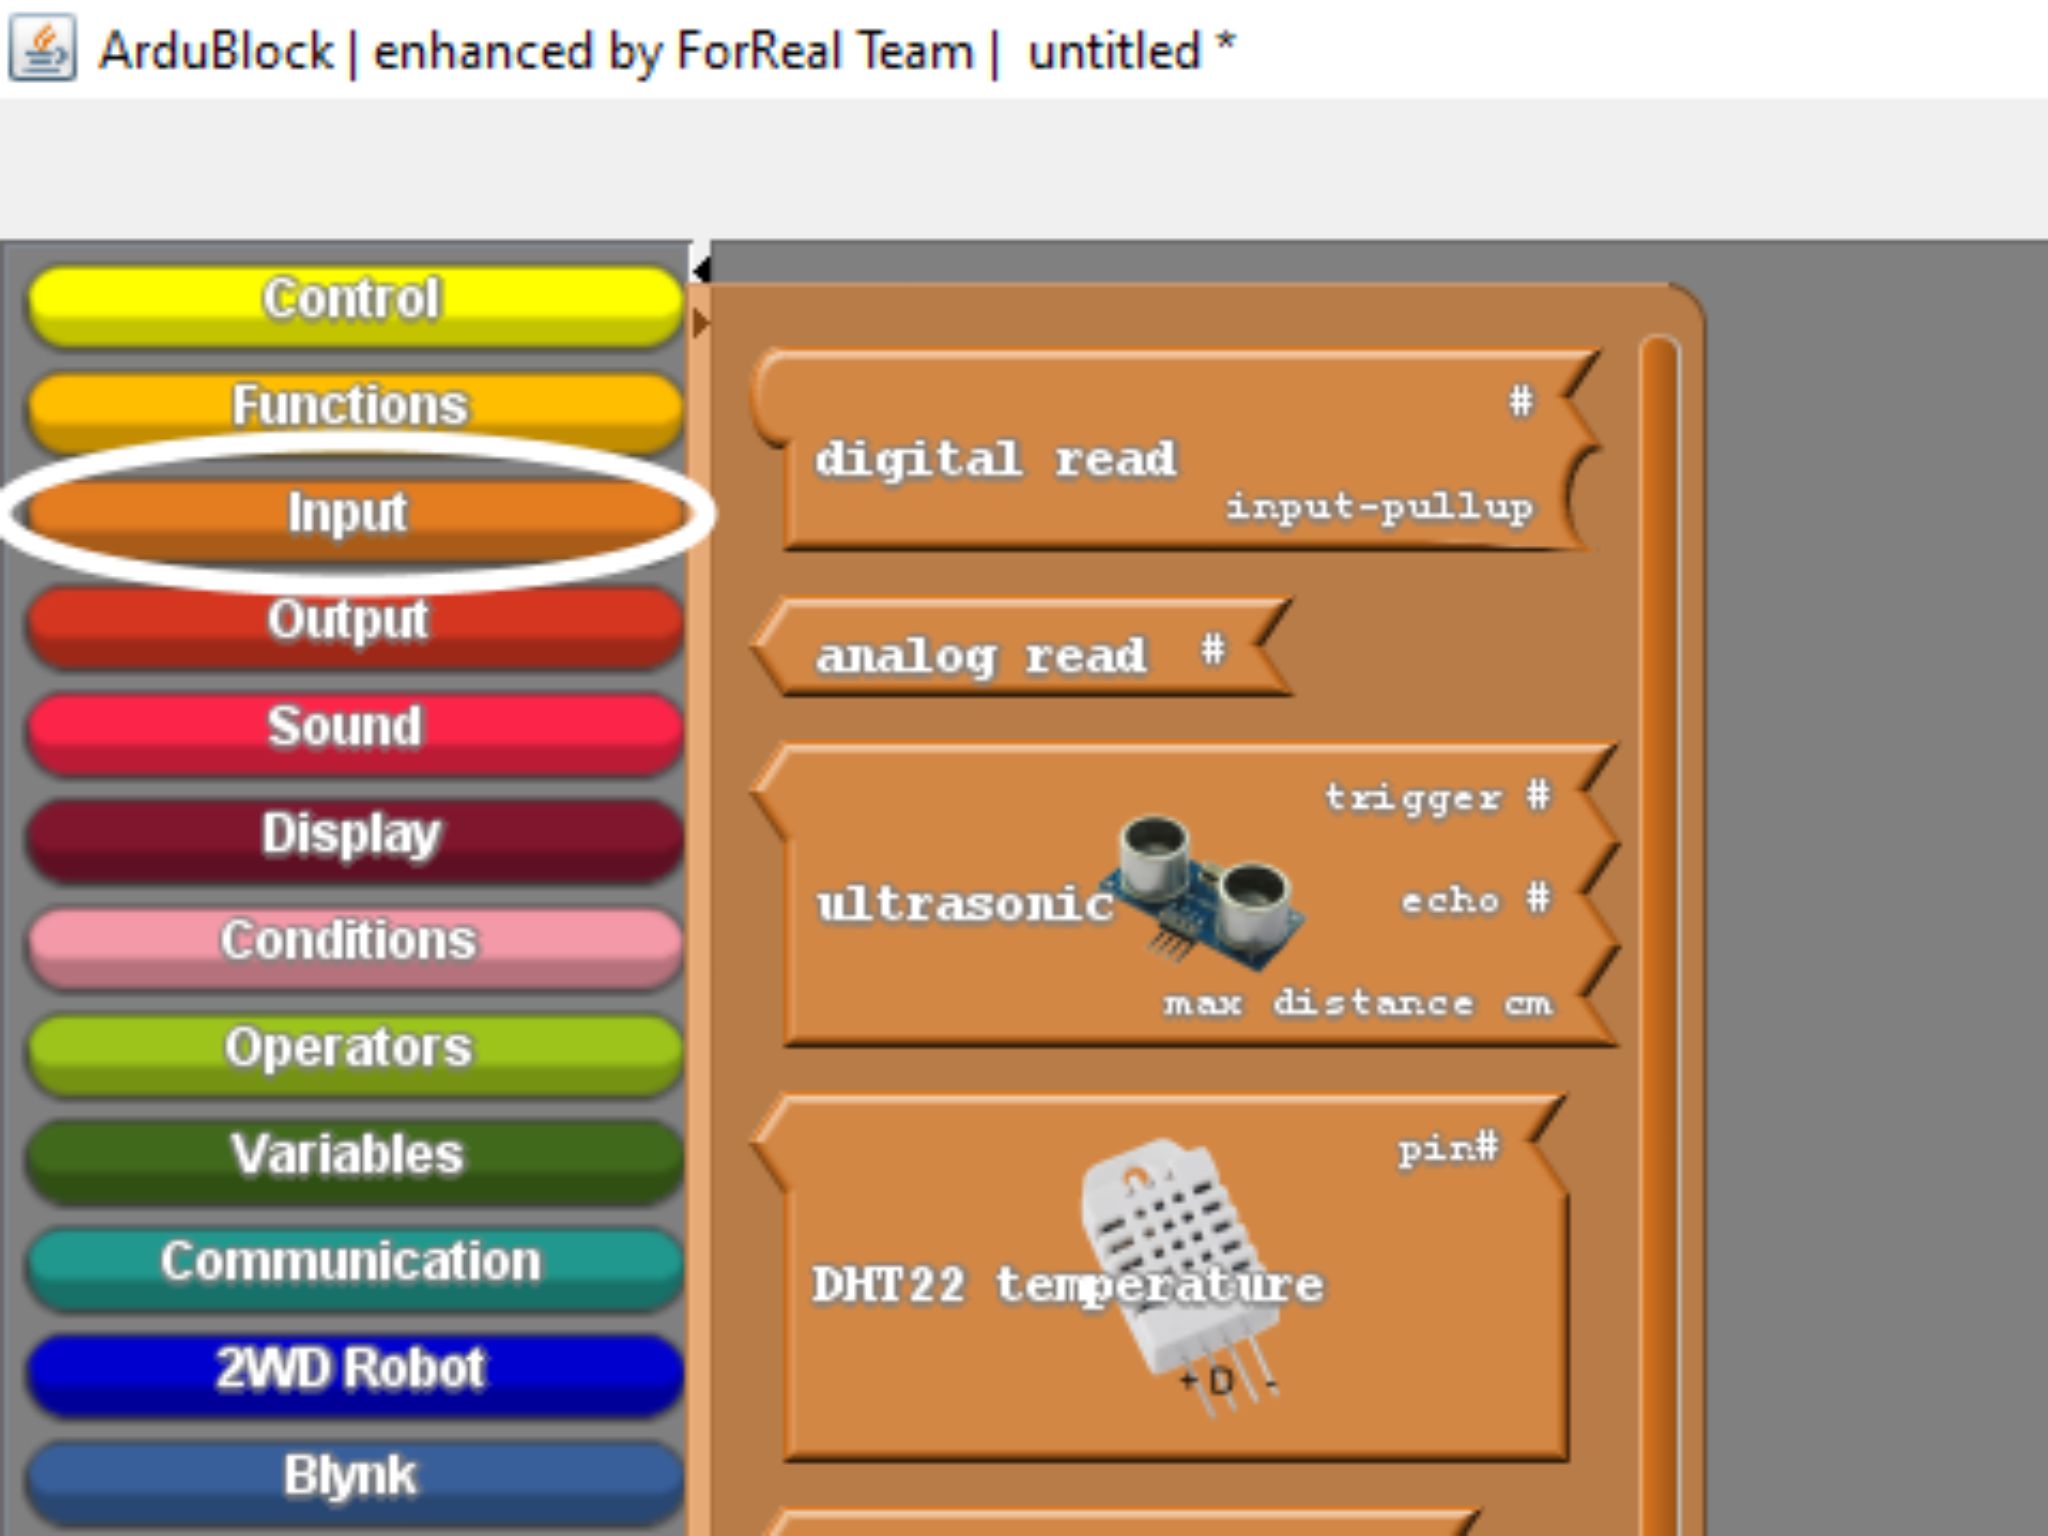 ArduBlock | enhanced by ForReal Team | untitled *
Control
Functions
Input
Output
Sound
Display
Conditions
Operators
Variables
Communication
2WD Robot
Blynk
#
digital read
input-pullup
analog read #
trigger #
ultrasonic echo #
max distance cm
pin#
DHT22 temperature
+ D -